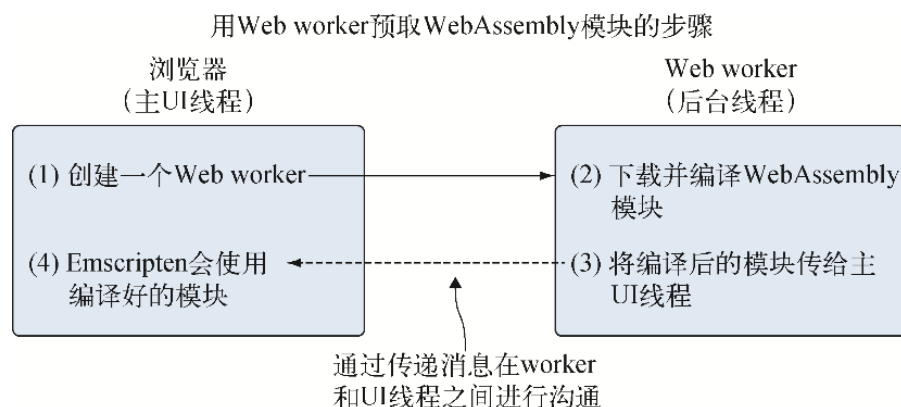 用Web worker预取WebAssembly模块的步骤
浏览器
（主UI线程）
Web worker
（后台线程）
(1) 创建一个Web worker
(2) 下载并编译WebAssembly
模块
(3) 将编译后的模块传给主
UI线程
(4) Emscripten会使用
编译好的模块
通过传递消息在worker
和UI线程之间进行沟通